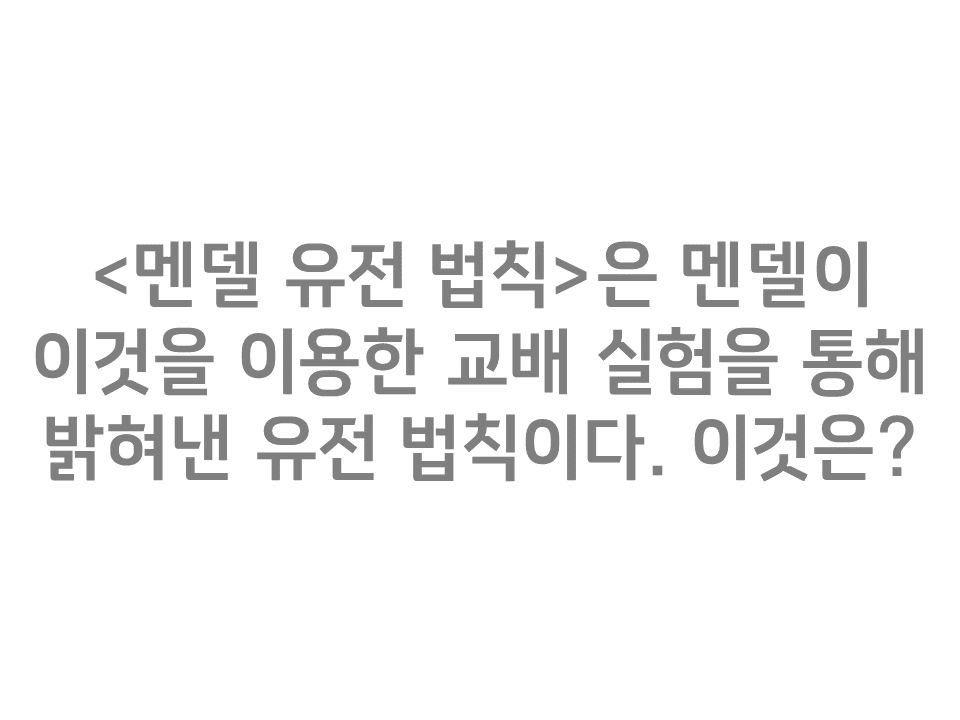 <멘델 유전 법칙>은 멘델이
이것을 이용한 교배 실험을 통해
밝혀낸 유전 법칙이다. 이것은?